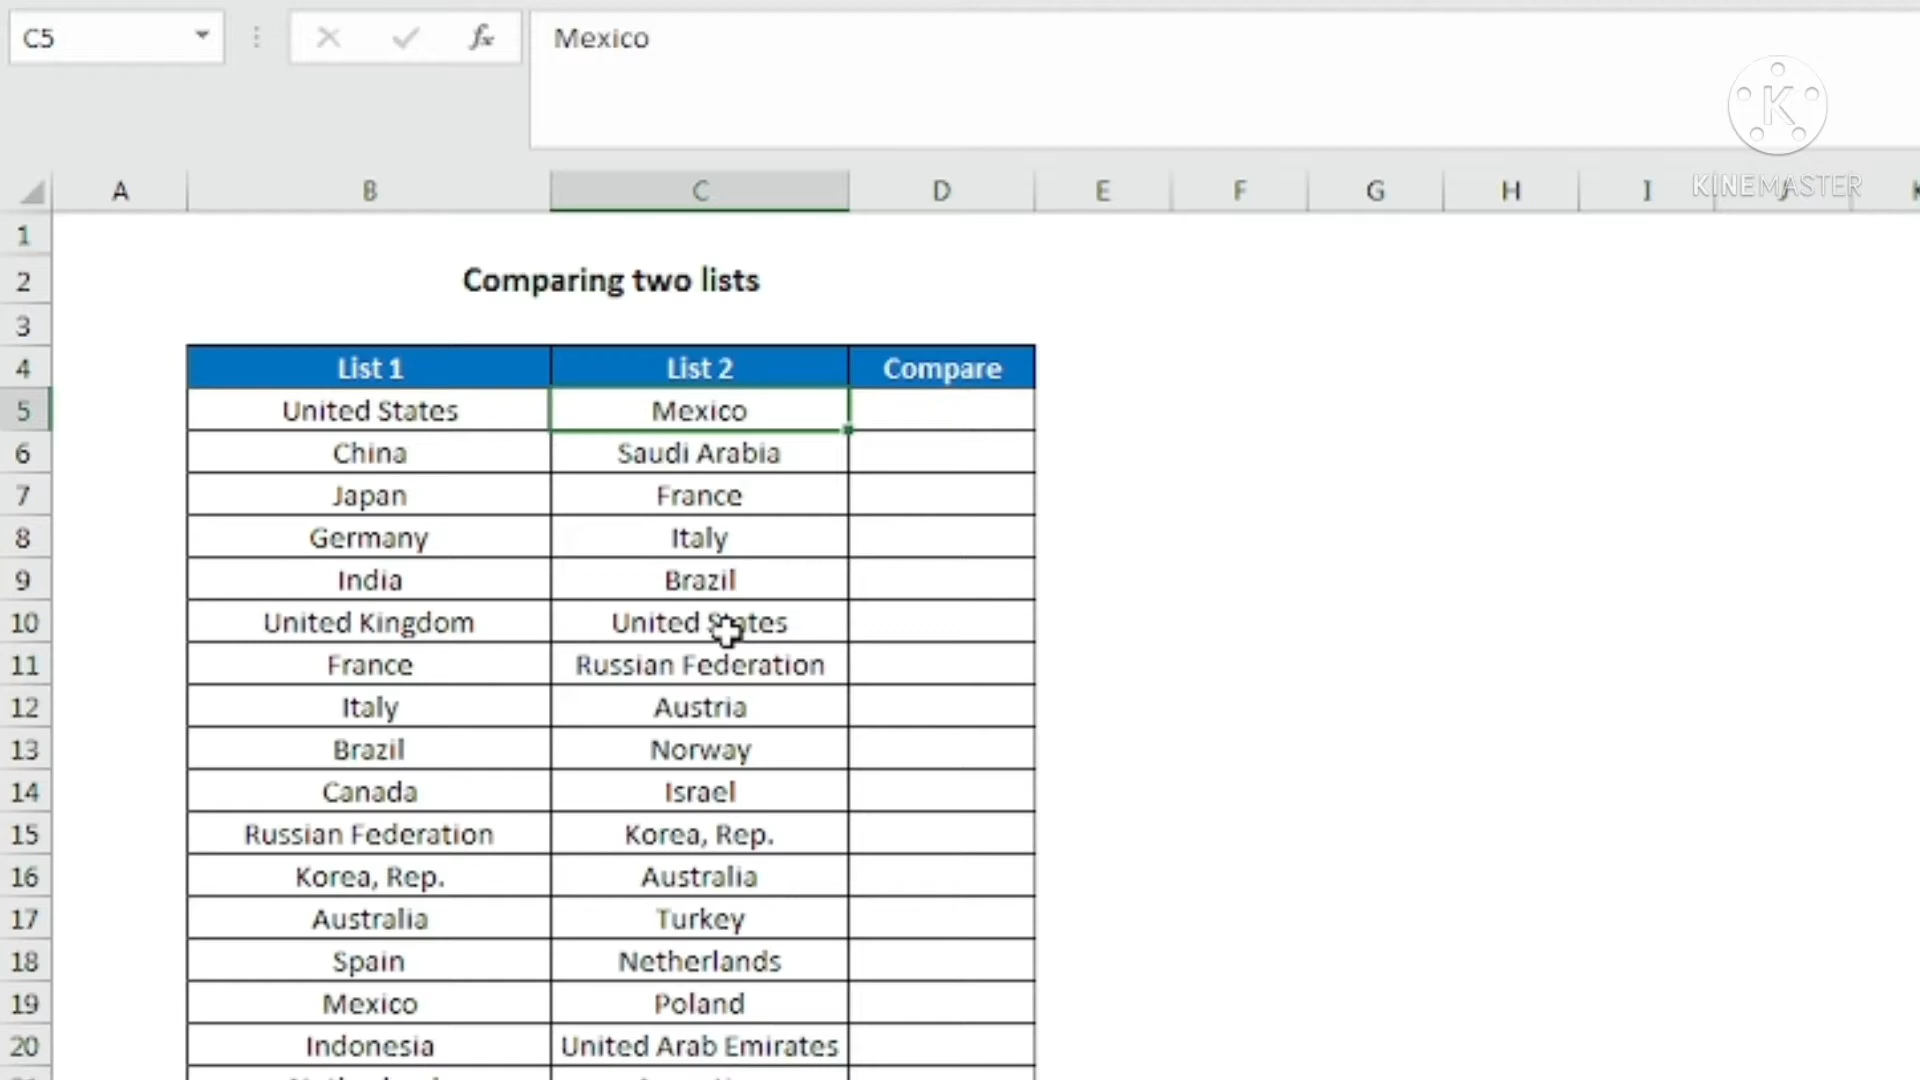 C5 fx Mexico
K
KINEMASTER
A B C D E F G H I J
1
2 Comparing two lists
3
4 List 1 List 2 Compare
5 United States Mexico
6 China Saudi Arabia
7 Japan France
8 Germany Italy
9 India Brazil
10 United Kingdom United States
11 France Russian Federation
12 Italy Austria
13 Brazil Norway
14 Canada Israel
15 Russian Federation Korea, Rep.
16 Korea, Rep. Australia
17 Australia Turkey
18 Spain Netherlands
19 Mexico Poland
20 Indonesia United Arab Emirates